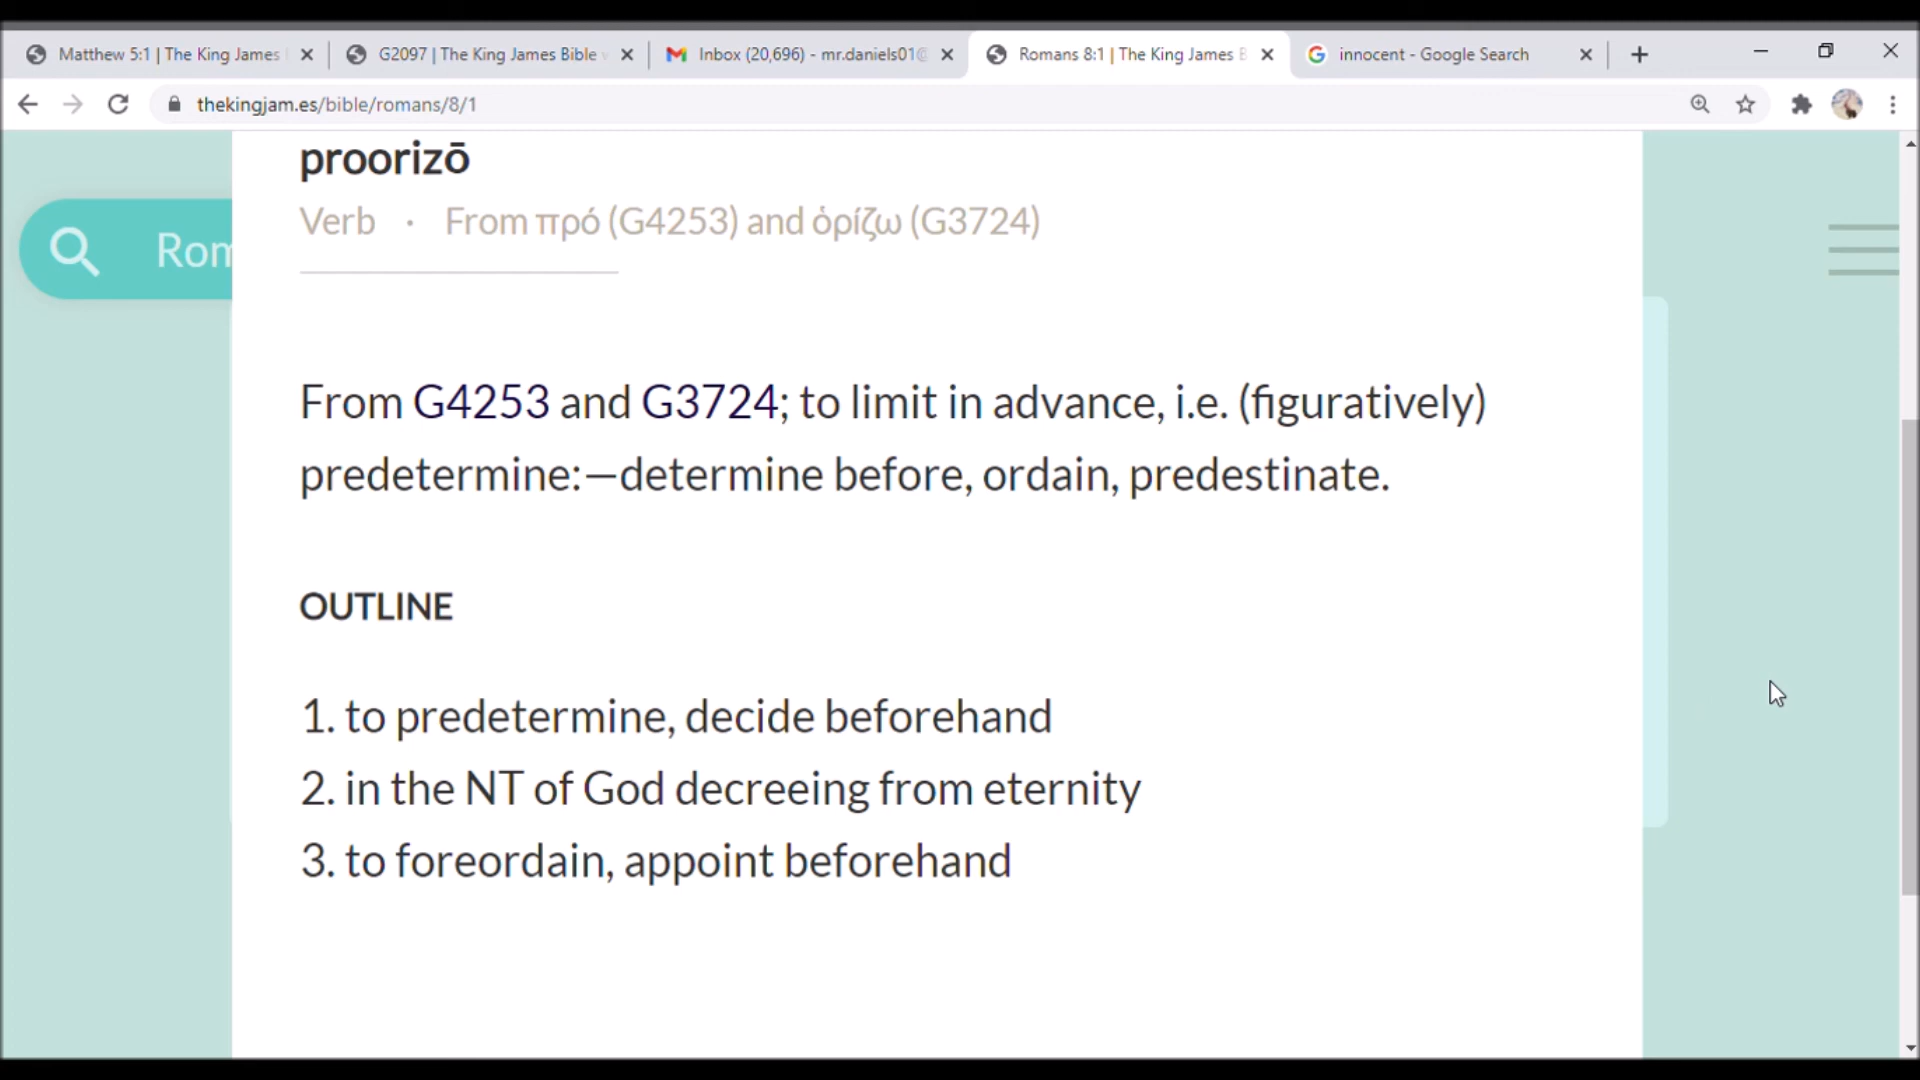 Matthew 5:1 | The King James
G2097 | The King James Bible
Inbox (20,696) - mr.daniels01@
Romans 8:1 | The King James B
innocent - Google Search
thekingjam.es/bible/romans/8/1
Rom
proorizō
Verb · From πρό (G4253) and ὁρίζω (G3724)
From G4253 and G3724; to limit in advance, i.e. (figuratively)
predetermine:—determine before, ordain, predestinate.
OUTLINE
1. to predetermine, decide beforehand
2. in the NT of God decreeing from eternity
3. to foreordain, appoint beforehand